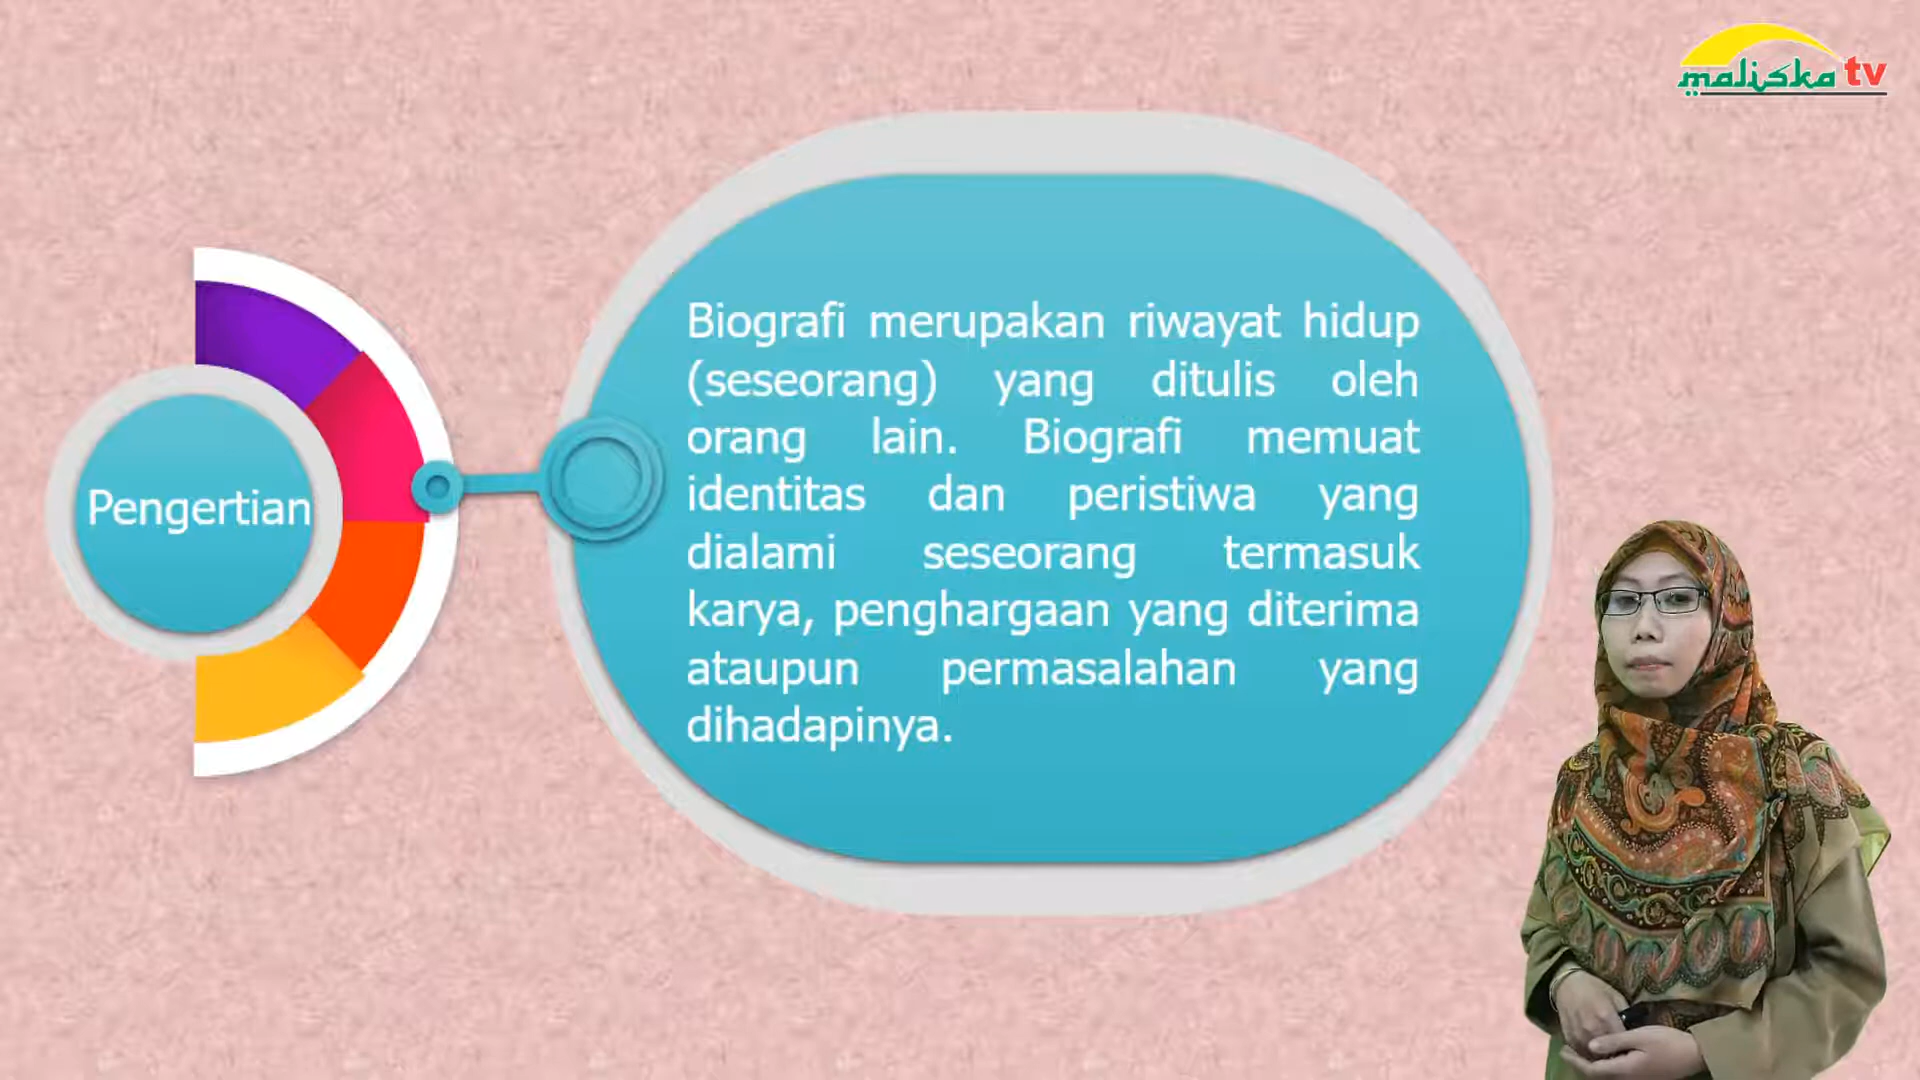 maliska tv
Pengertian
Biografi merupakan riwayat hidup
(seseorang) yang ditulis oleh
orang lain. Biografi memuat
identitas dan peristiwa yang
dialami seseorang termasuk
karya, penghargaan yang diterima
ataupun permasalahan yang
dihadapinya.